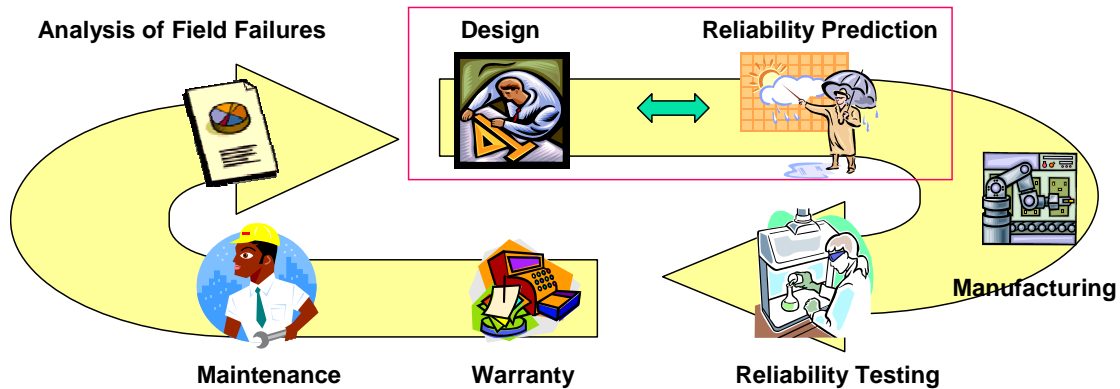 Analysis of Field Failures
Design
Reliability Prediction
Manufacturing
Maintenance
Warranty
Reliability Testing